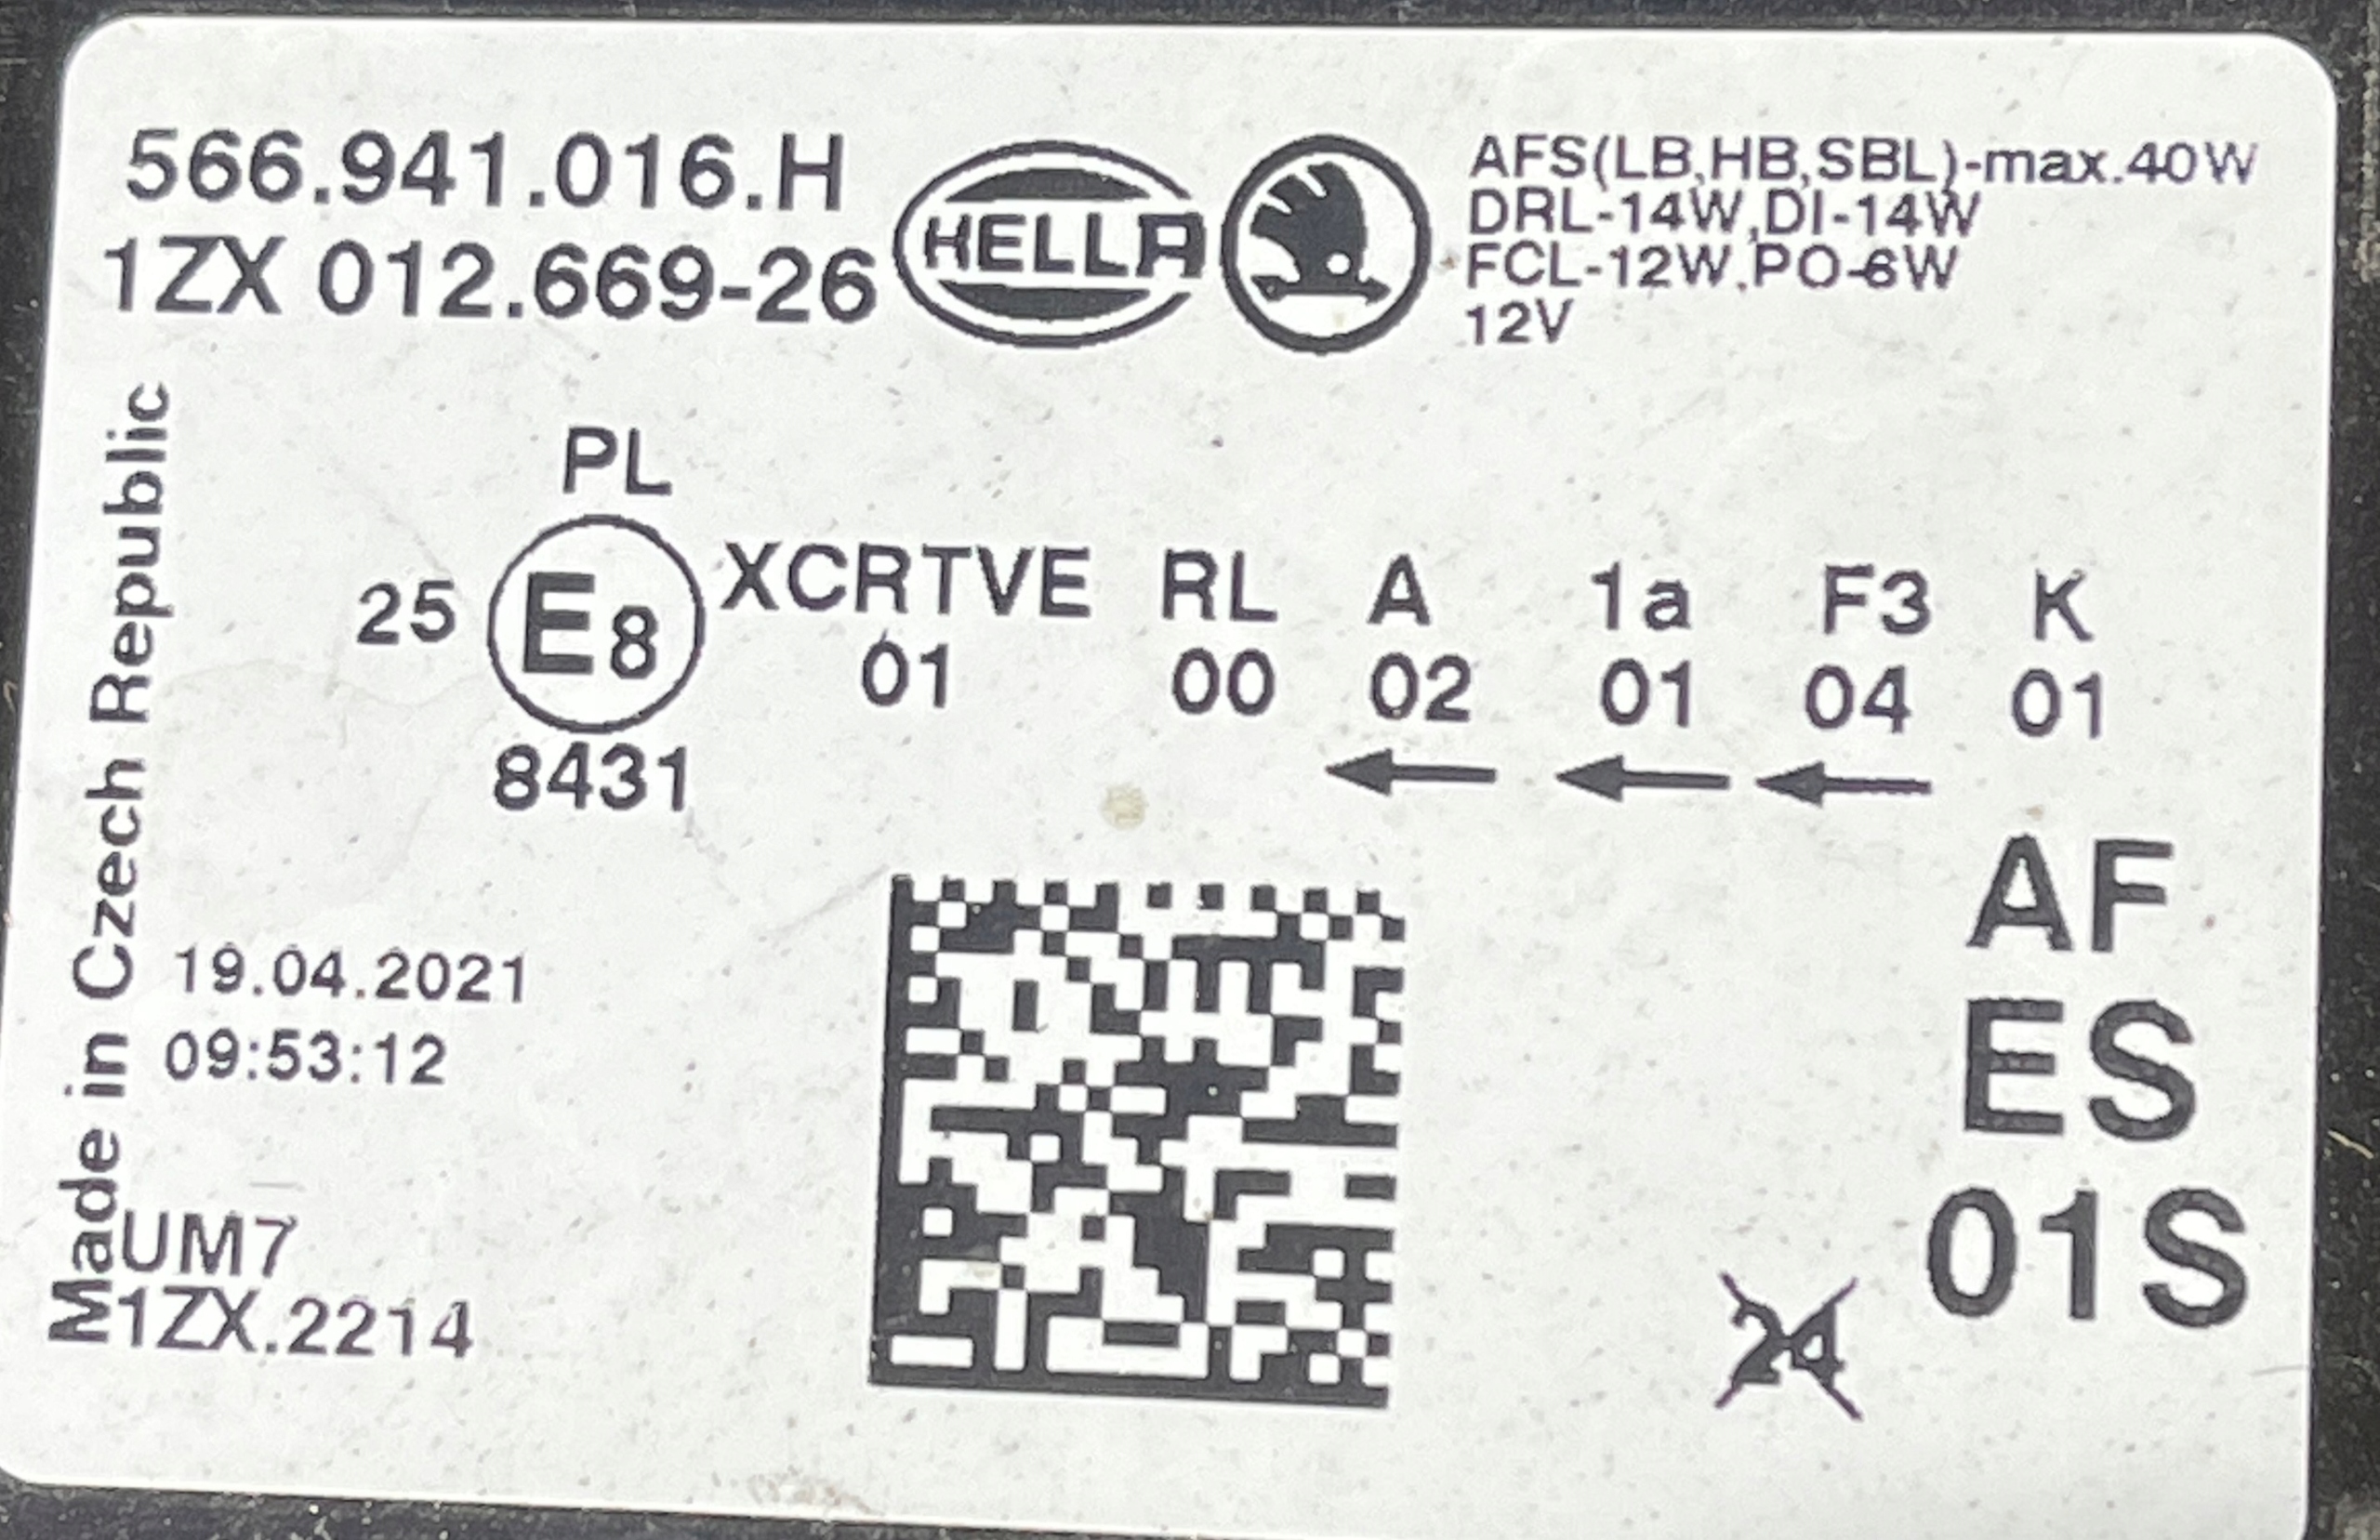 566.941.016.H
1ZX 012.669-26
HELLA
AFS(LB,HB,SBL)-max.40W
DRL-14W,DI-14W
FCL-12W,PO-6W
12V
Made in Czech Republic
PL
25 E8 XCRTVE RL A 1a F3 K
01 00 02 01 04 01
8431
AF
ES
01S
19.04.2021
09:53:12
UM7
1ZX.2214
24